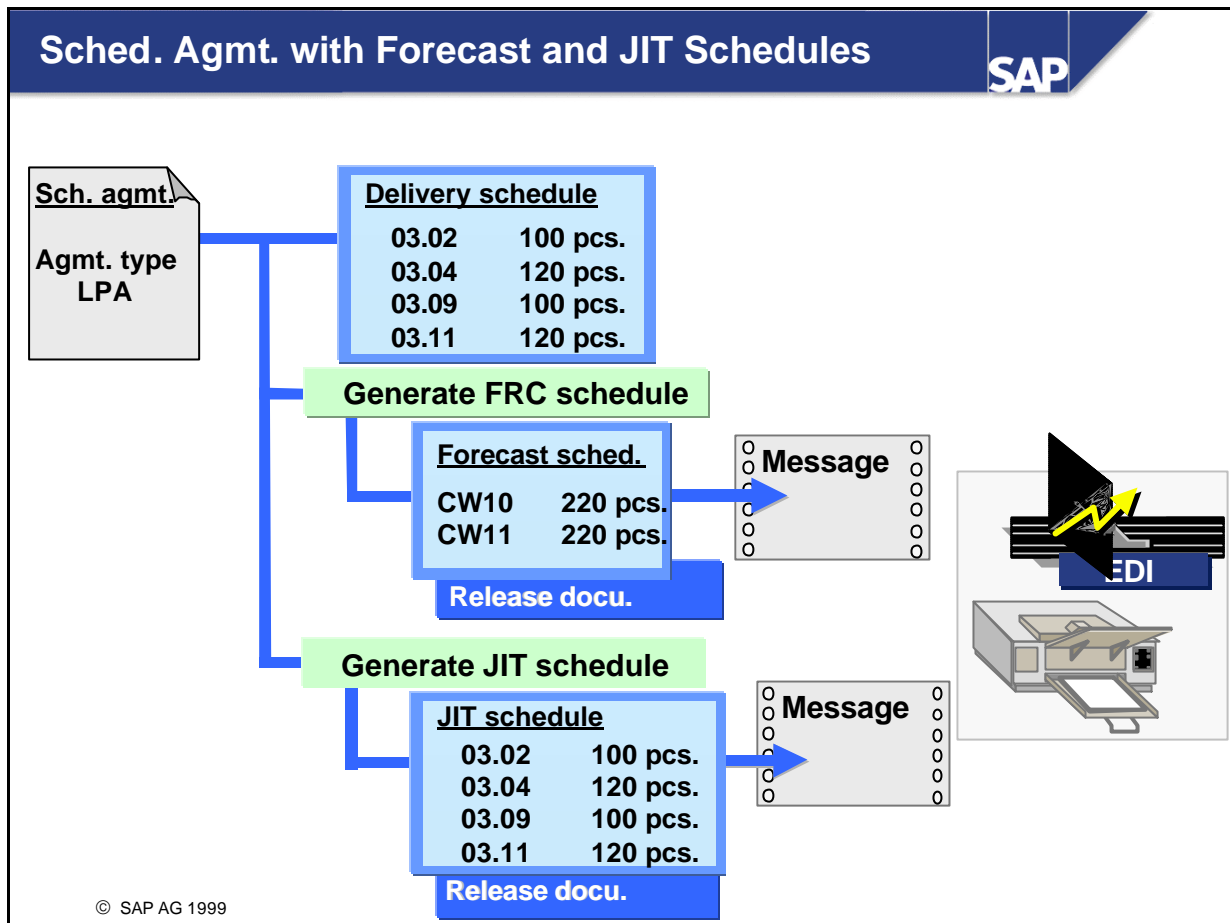 Sched. Agmt. with Forecast and JIT Schedules
SAP
Sch. agmt.
Agmt. type
LPA
Delivery schedule
03.02 100 pcs.
03.04 120 pcs.
03.09 100 pcs.
03.11 120 pcs.
Generate FRC schedule
Forecast sched.
CW10 220 pcs.
CW11 220 pcs.
Release docu.
Message
EDI
Generate JIT schedule
JIT schedule
03.02 100 pcs.
03.04 120 pcs.
03.09 100 pcs.
03.11 120 pcs.
Release docu.
Message
© SAP AG 1999